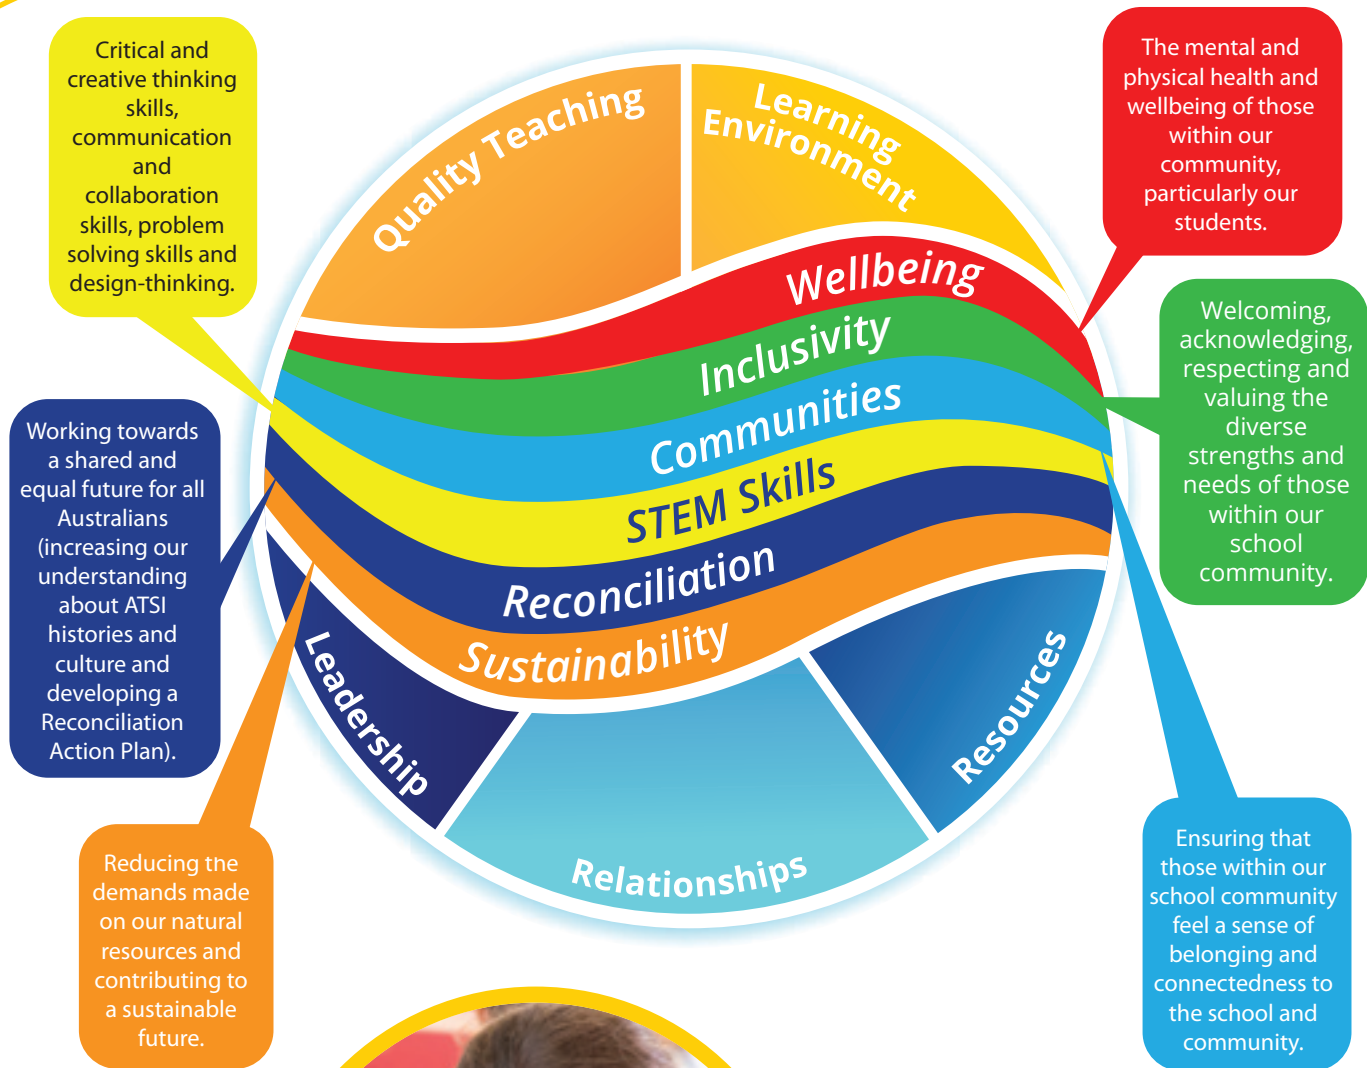 Critical and
creative thinking
skills,
communication
and
collaboration
skills, problem
solving skills and
design-thinking.
Working towards
a shared and
equal future for all
Australians
(increasing our
understanding
about ATSI
histories and
culture and
developing a
Reconciliation
Action Plan).
Reducing the
demands made
on our natural
resources and
contributing to
a sustainable
future.
Quality Teaching
Learning
Environment
Wellbeing
Inclusivity
Communities
STEM Skills
Reconciliation
Sustainability
Leadership
Relationships
Resources
The mental and
physical health and
wellbeing of those
within our
community,
particularly our
students.
Welcoming,
acknowledging,
respecting and
valuing the
diverse
strengths and
needs of those
within our
school
community.
Ensuring that
those within our
school community
feel a sense of
belonging and
connectedness to
the school and
community.